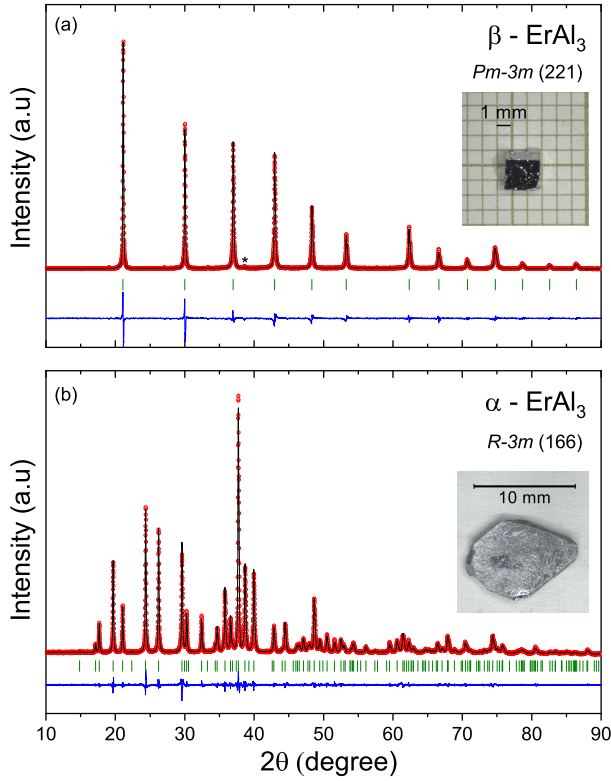 (a)
β - ErAl₃
Pm-3m (221)
1 mm
*
Intensity (a.u)
(b)
α - ErAl₃
R-3m (166)
10 mm
Intensity (a.u)
10 20 30 40 50 60 70 80 90
2θ (degree)